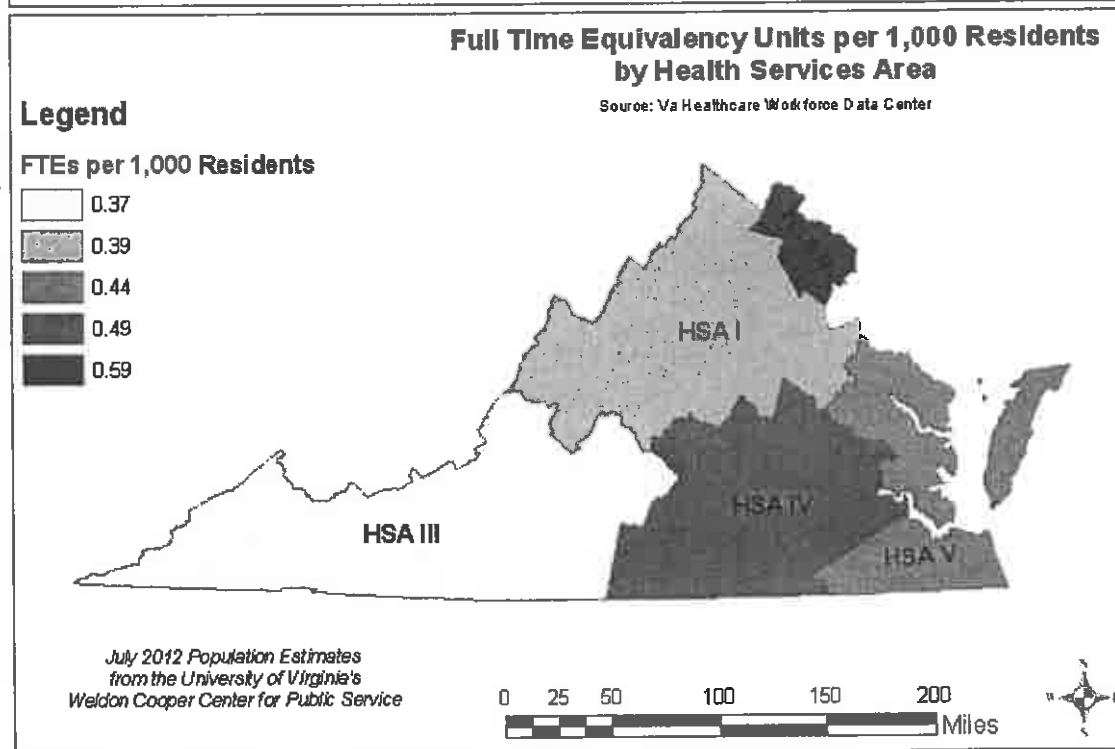 Full Time Equivalency Units per 1,000 Residents
by Health Services Area
Source: Va Healthcare Workforce Data Center
Legend
FTEs per 1,000 Residents
0.37
0.39
0.44
0.49
0.59
HSA I
HSA III
HSA IV
HSA V
July 2012 Population Estimates
from the University of Virginia's
Weldon Cooper Center for Public Service
0 25 50 100 150 200
Miles